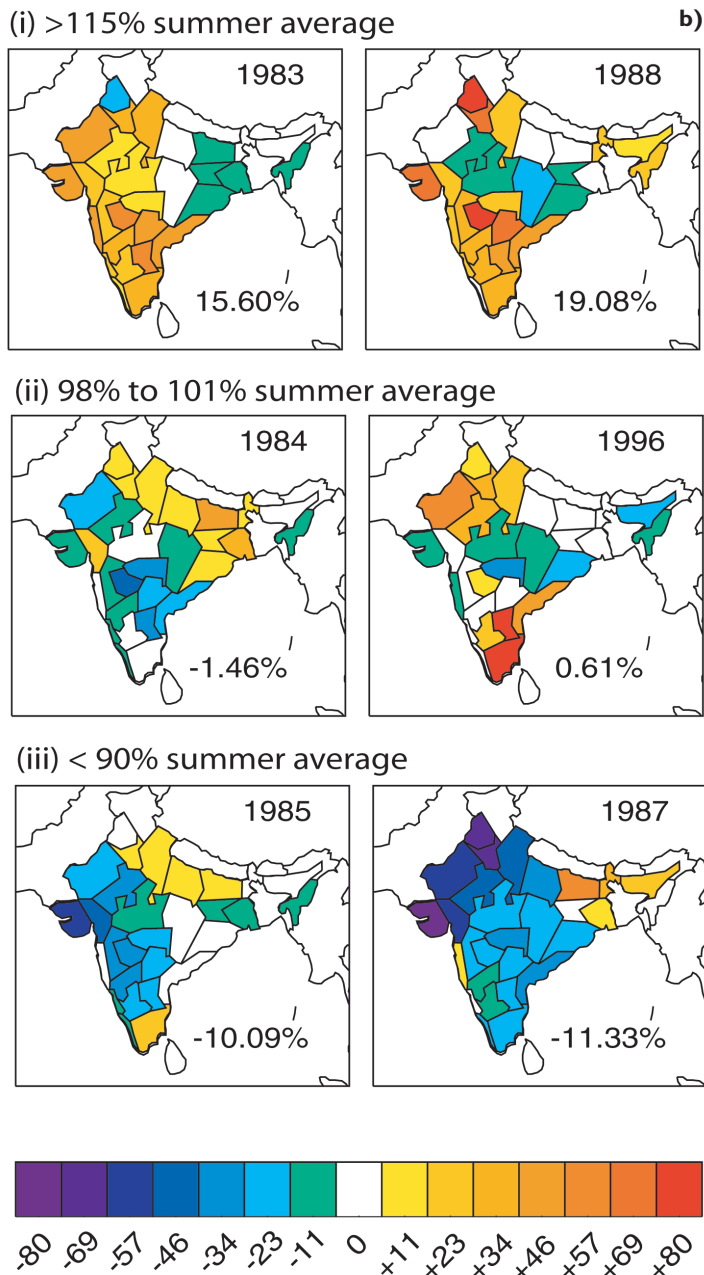 (i) >115% summer average b)
1983 1988
15.60% 19.08%
(ii) 98% to 101% summer average
1984 1996
-1.46% 0.61%
(iii) < 90% summer average
1985 1987
-10.09% -11.33%
-80 -69 -57 -46 -34 -23 -11 0 +11 +23 +34 +46 +57 +69 +80